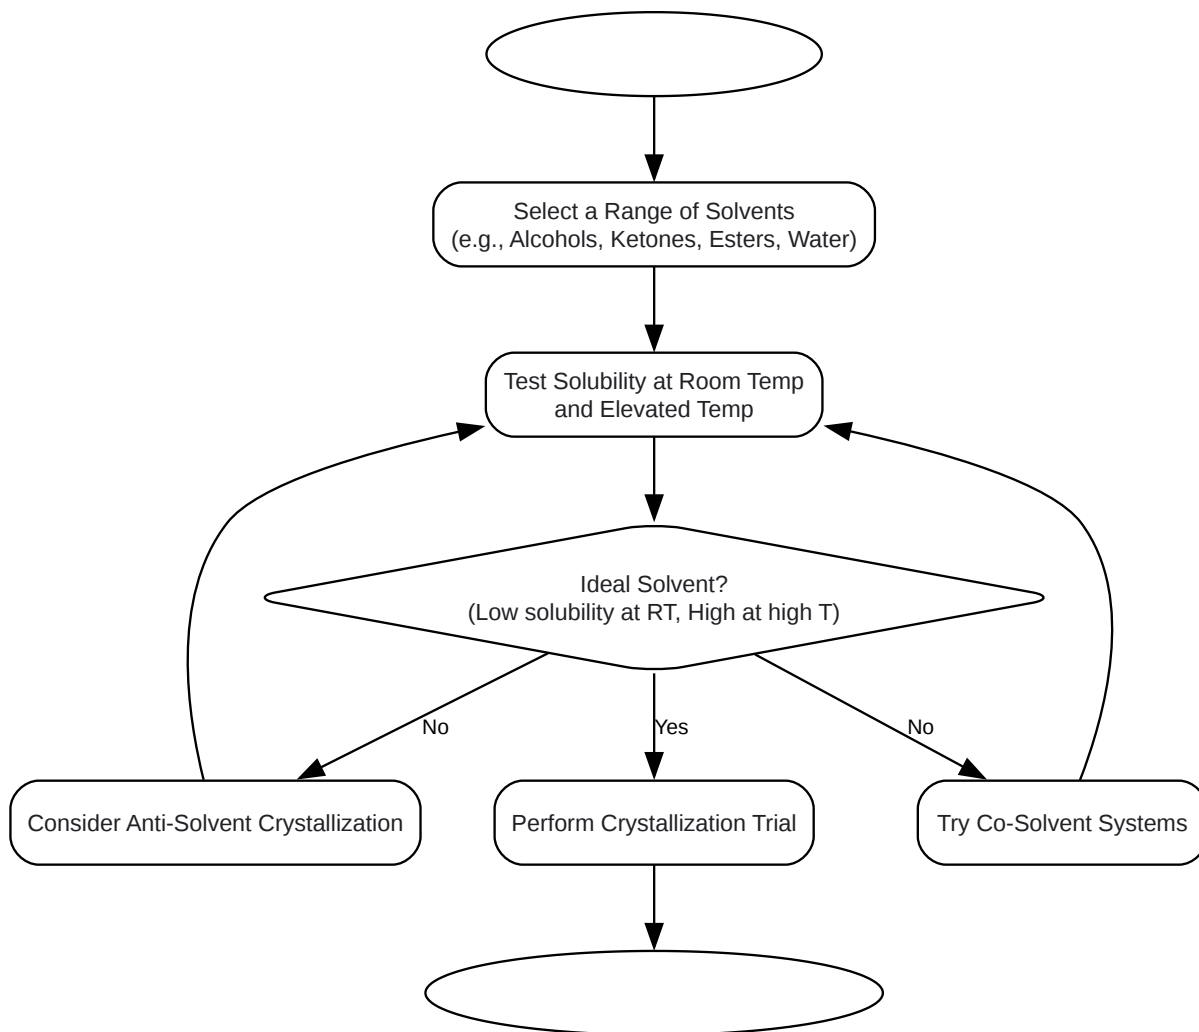 Select a Range of Solvents
(e.g., Alcohols, Ketones, Esters, Water)
Test Solubility at Room Temp
and Elevated Temp
Ideal Solvent?
(Low solubility at RT, High at high T)
No
Yes
No
Consider Anti-Solvent Crystallization
Perform Crystallization Trial
Try Co-Solvent Systems